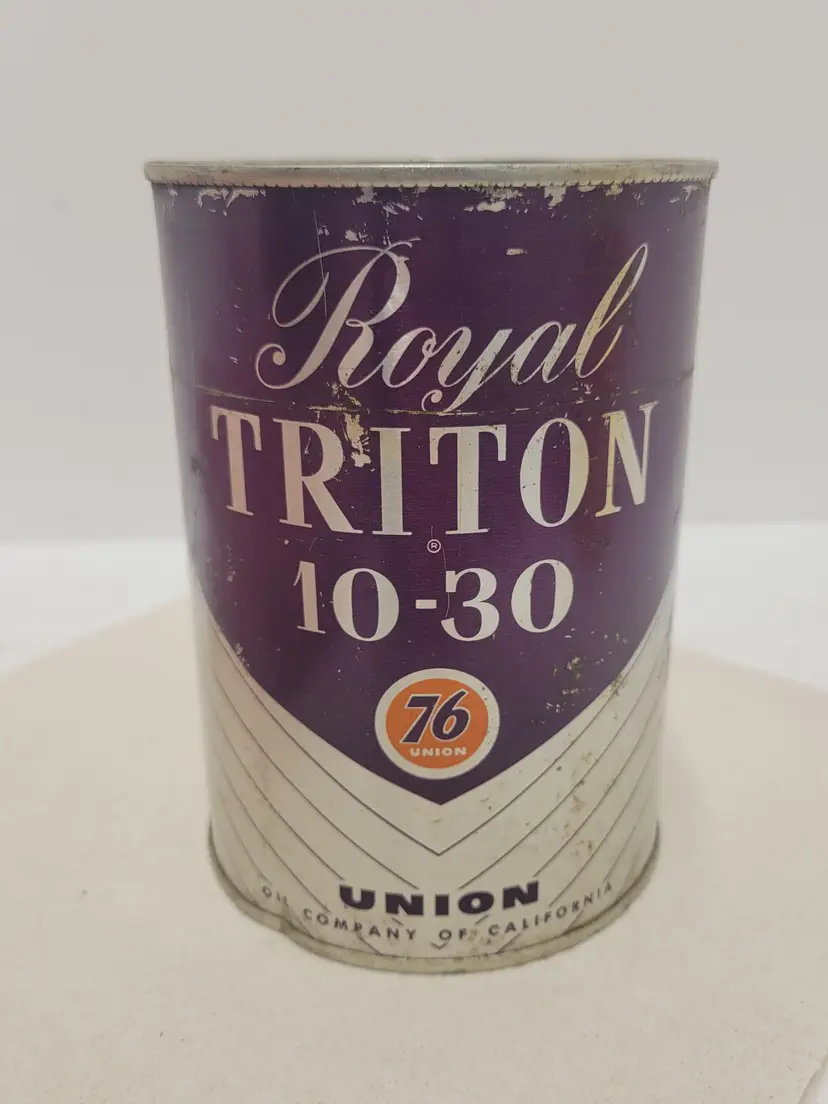 Royal
TRITON
®
10-30
76
UNION
UNION
OIL COMPANY OF CALIFORNIA